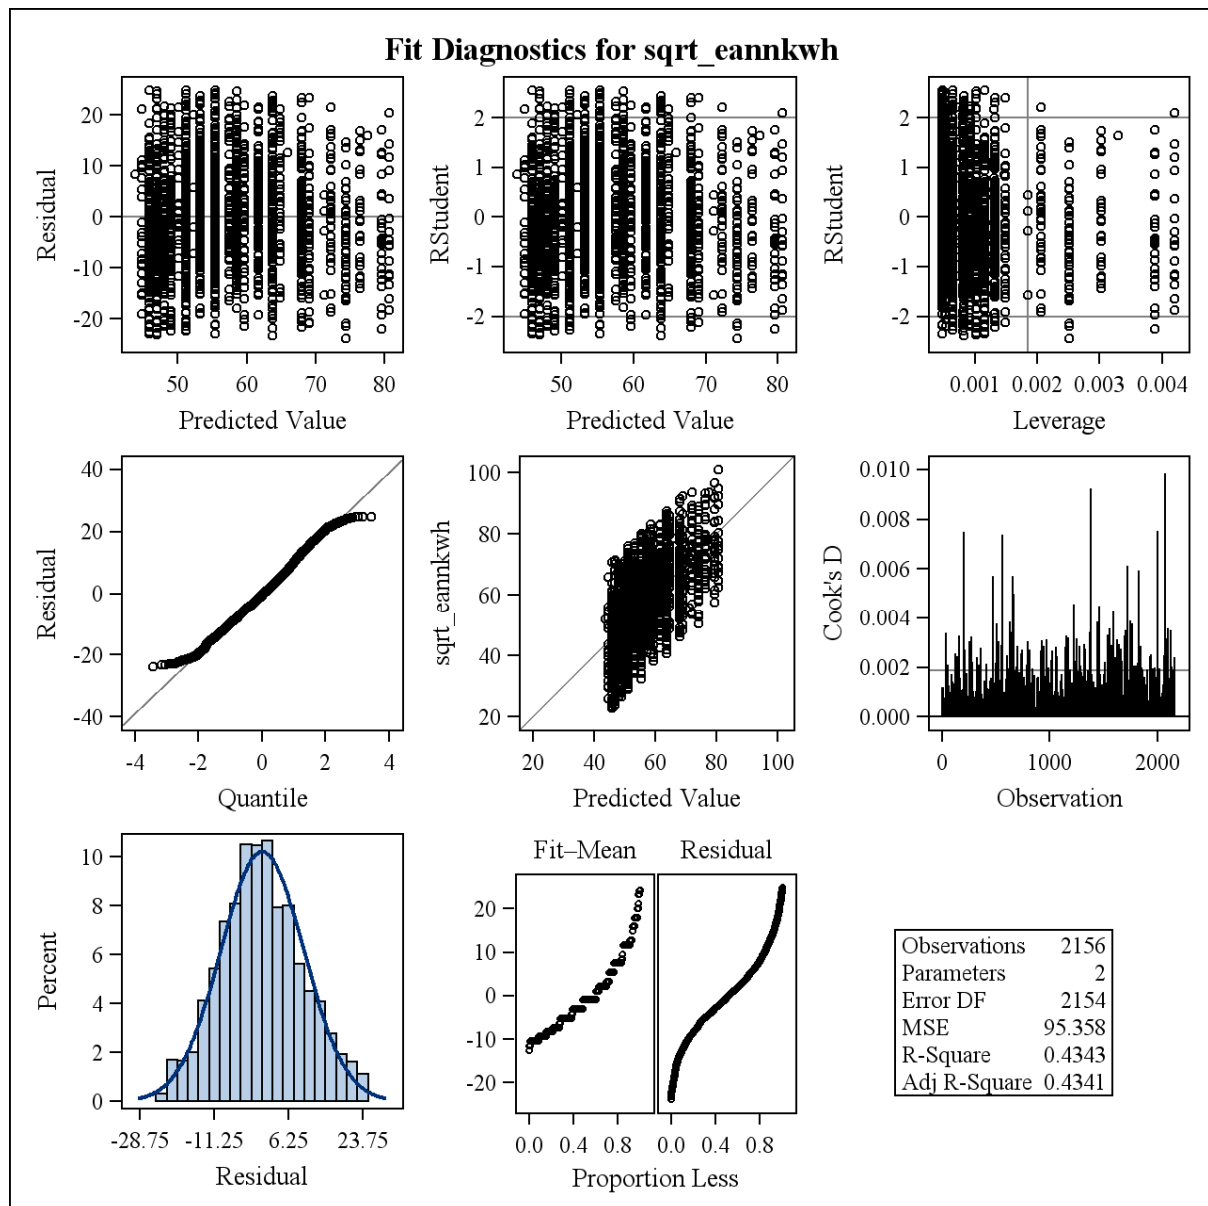 Fit Diagnostics for sqrt_eannkwh
Residual
20
10
0
-10
-20
50 60 70 80
Predicted Value
RStudent
2
1
0
-1
-2
50 60 70 80
Predicted Value
RStudent
2
1
0
-1
-2
0.001 0.002 0.003 0.004
Leverage
Residual
40
20
0
-20
-40
-4 -2 0 2 4
Quantile
sqrt_eannkwh
100
80
60
40
20
20 40 60 80 100
Predicted Value
Cook's D
0.010
0.008
0.006
0.004
0.002
0.000
0 1000 2000
Observation
Percent
10
8
6
4
2
0
-28.75 -11.25 6.25 23.75
Residual
Fit–Mean Residual
20
10
0
-10
-20
0.0 0.4 0.8 0.0 0.4 0.8
Proportion Less
Observations 2156
Parameters 2
Error DF 2154
MSE 95.358
R-Square 0.4343
Adj R-Square 0.4341